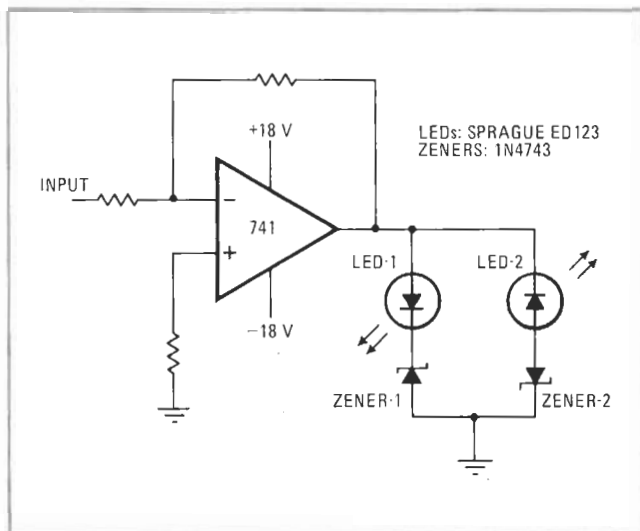 +18 V
LEDs: SPRAGUE ED123
ZENERS: 1N4743
INPUT
−
741
+
LED-1
LED-2
−18 V
ZENER-1
ZENER-2